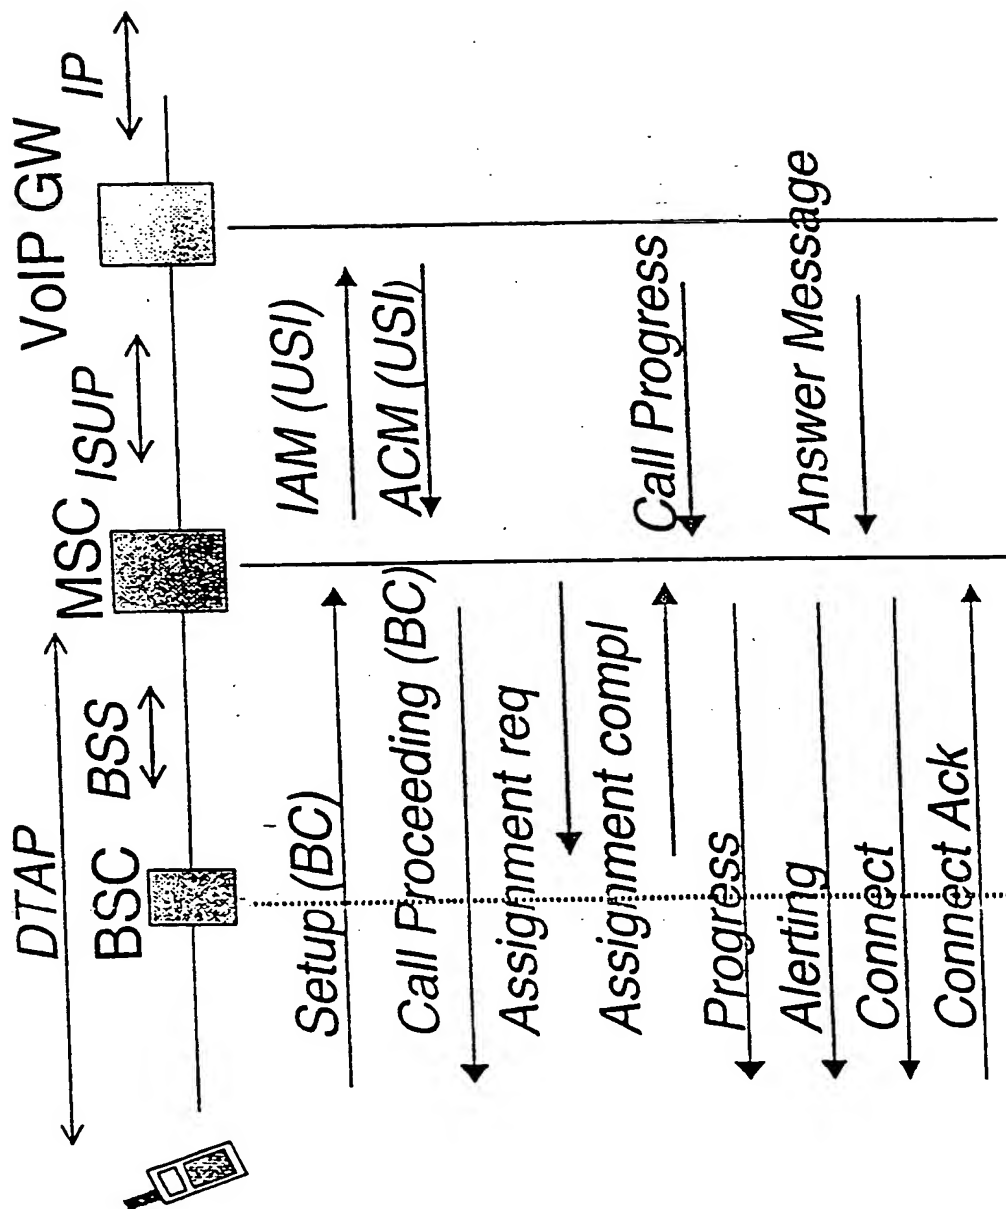 DTAP
BSC
BSS
MSC
ISUP
VoIP GW
IP
Setup (BC)
IAM (USI)
ACM (USI)
Call Proceeding (BC)
Assignment req
Assignment compl
Call Progress
Progress
Alerting
Answer Message
Connect
Connect Ack